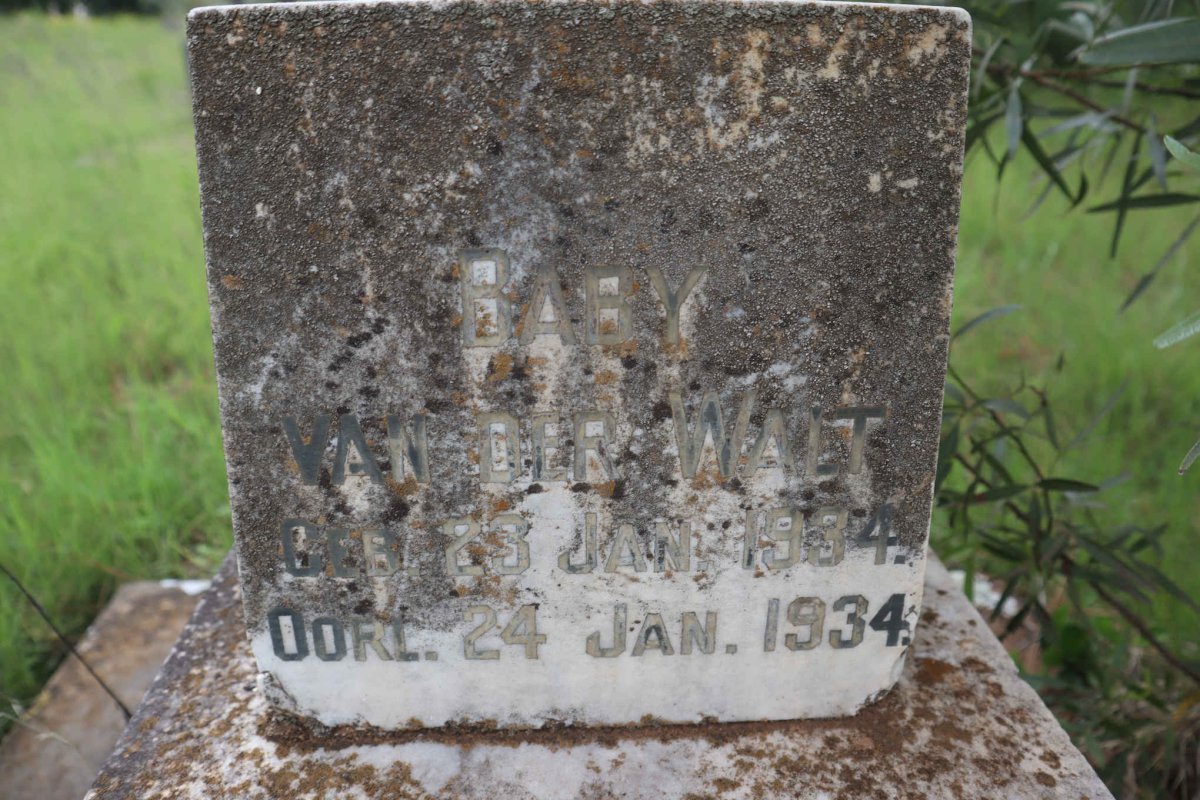 BABY
VAN DER WALT
GEB. 23 JAN. 1934.
OORL. 24 JAN. 1934.